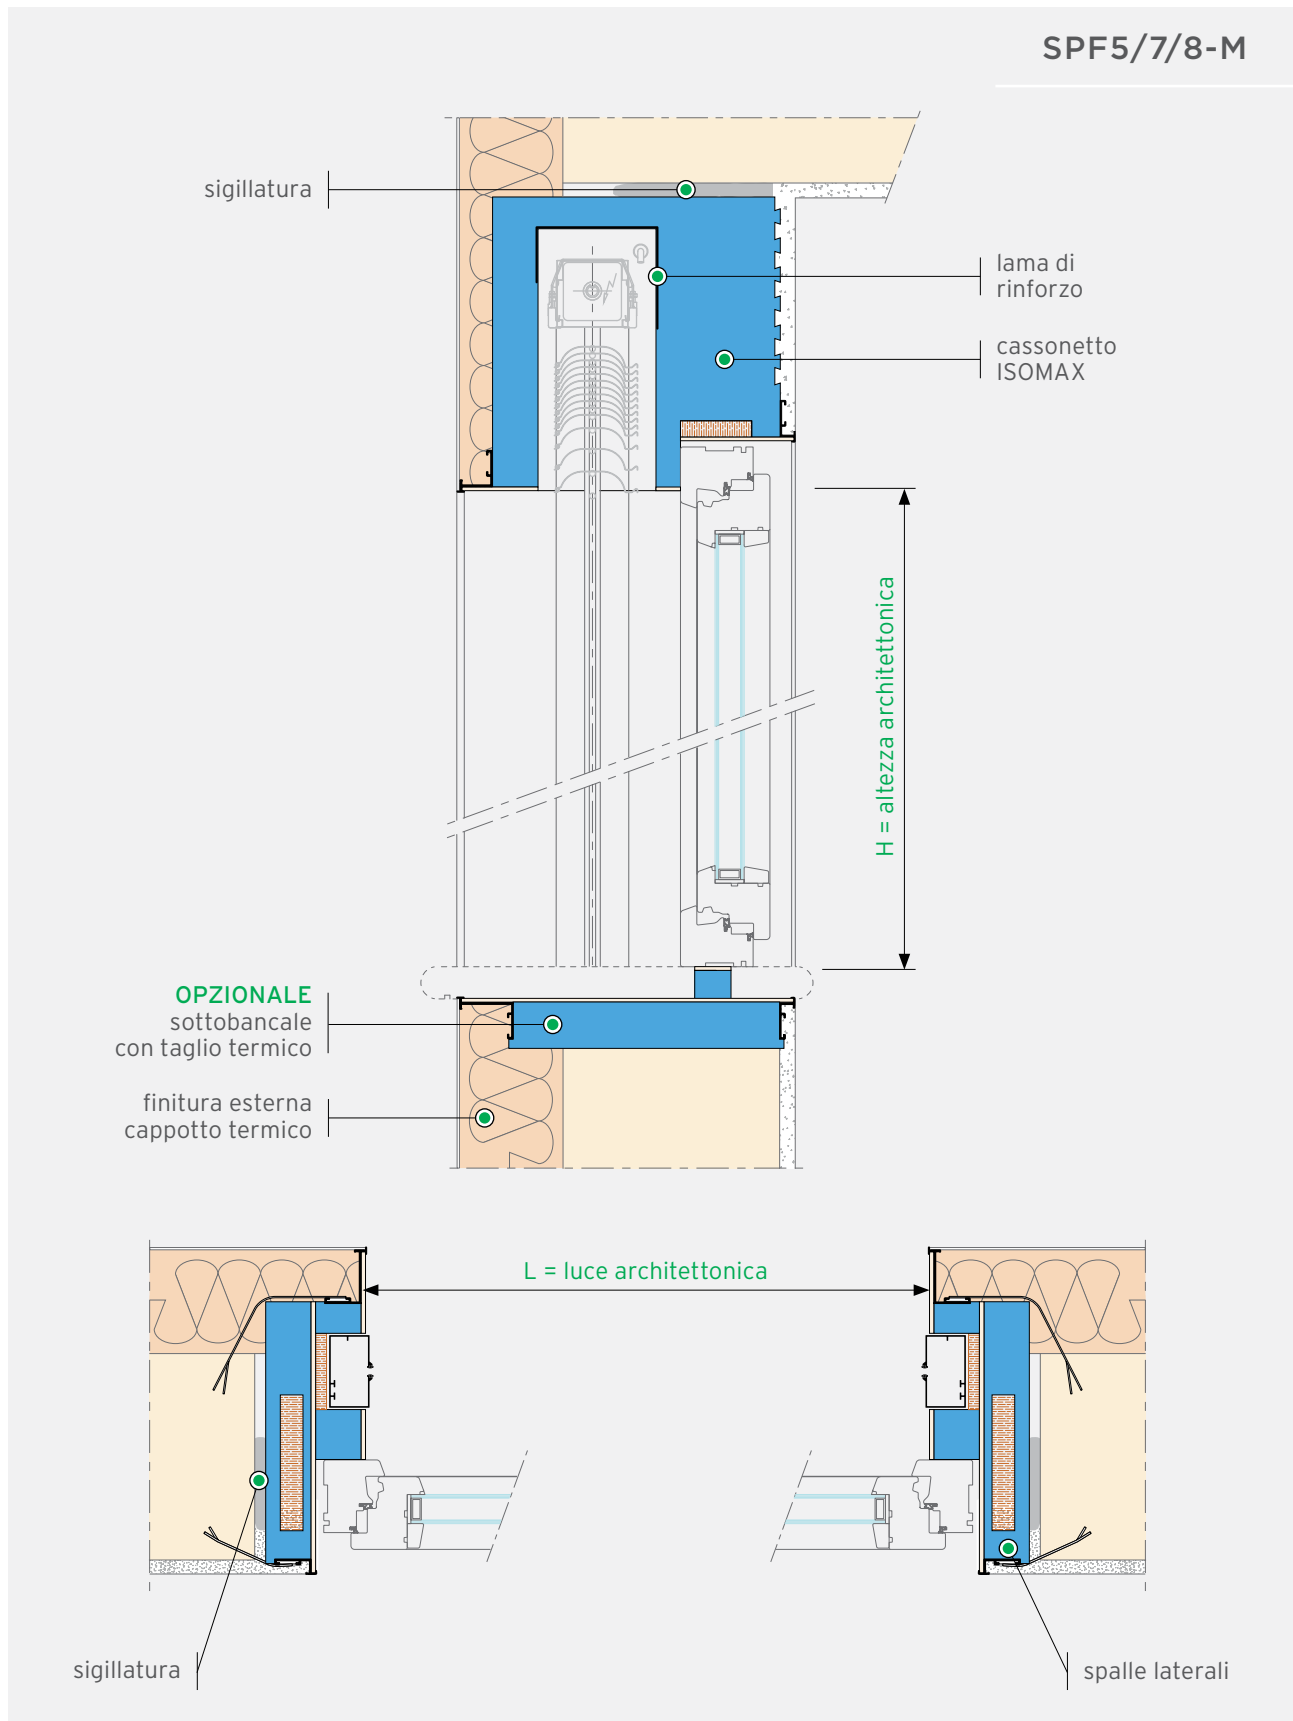 SPF5/7/8-M
sigillatura
lama di
rinforzo
cassonetto
ISOMAX
H = altezza architettonica
OPZIONALE
sottobancale
con taglio termico
finitura esterna
cappotto termico
L = luce architettonica
sigillatura
spalle laterali